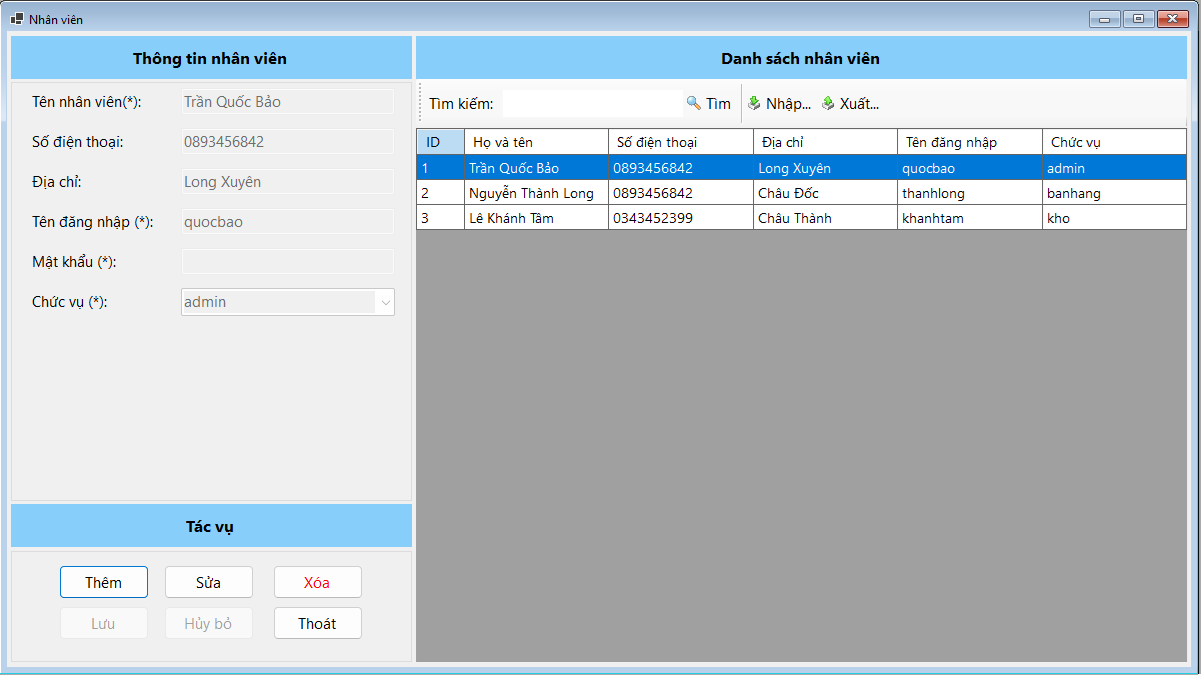 Nhân viên
Thông tin nhân viên
Tên nhân viên(*): Trần Quốc Bảo
Số điện thoại: 0893456842
Địa chỉ: Long Xuyên
Tên đăng nhập (*): quocbao
Mật khẩu (*):
Chức vụ (*): admin
Tác vụ
Thêm Sửa Xóa
Lưu Hủy bỏ Thoát
Danh sách nhân viên
Tìm kiếm: Tìm Nhập... Xuất...
ID Họ và tên Số điện thoại Địa chỉ Tên đăng nhập Chức vụ
1 Trần Quốc Bảo 0893456842 Long Xuyên quocbao admin
2 Nguyễn Thành Long 0893456842 Châu Đốc thanhlong banhang
3 Lê Khánh Tâm 0343452399 Châu Thành khanhtam kho